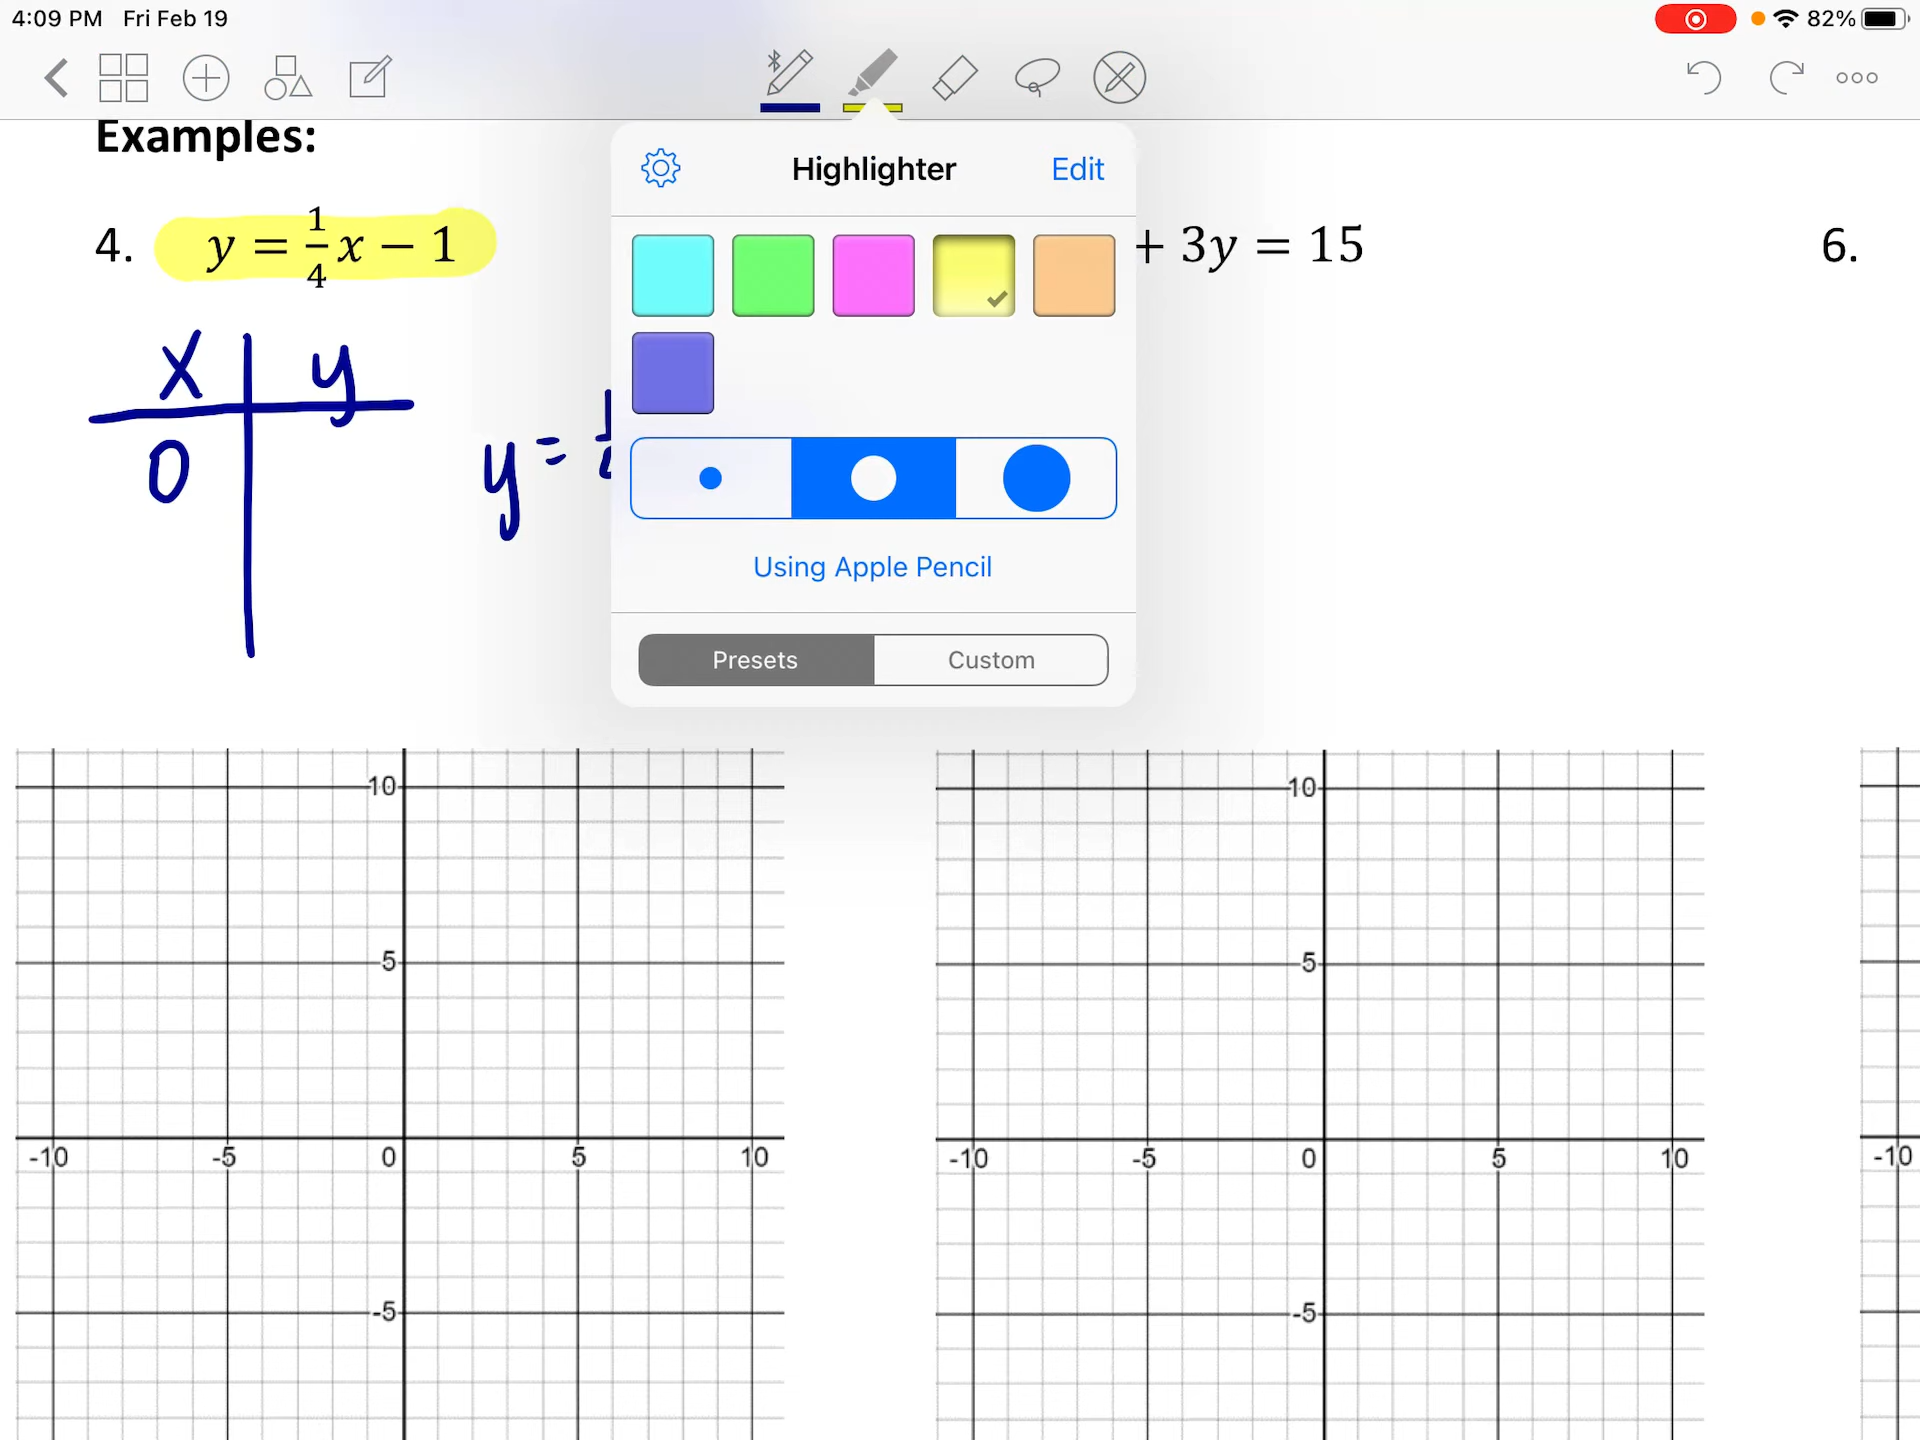 4:09 PM Fri Feb 19 82%
Examples:
Highlighter
Edit
4. y = 1/4 x − 1
+ 3y = 15
6.
x y
0
y =
Using Apple Pencil
Presets Custom
10 10
5 5
-10 -5 0 5 10 -10 -5 0 5 10 -10
-5 -5